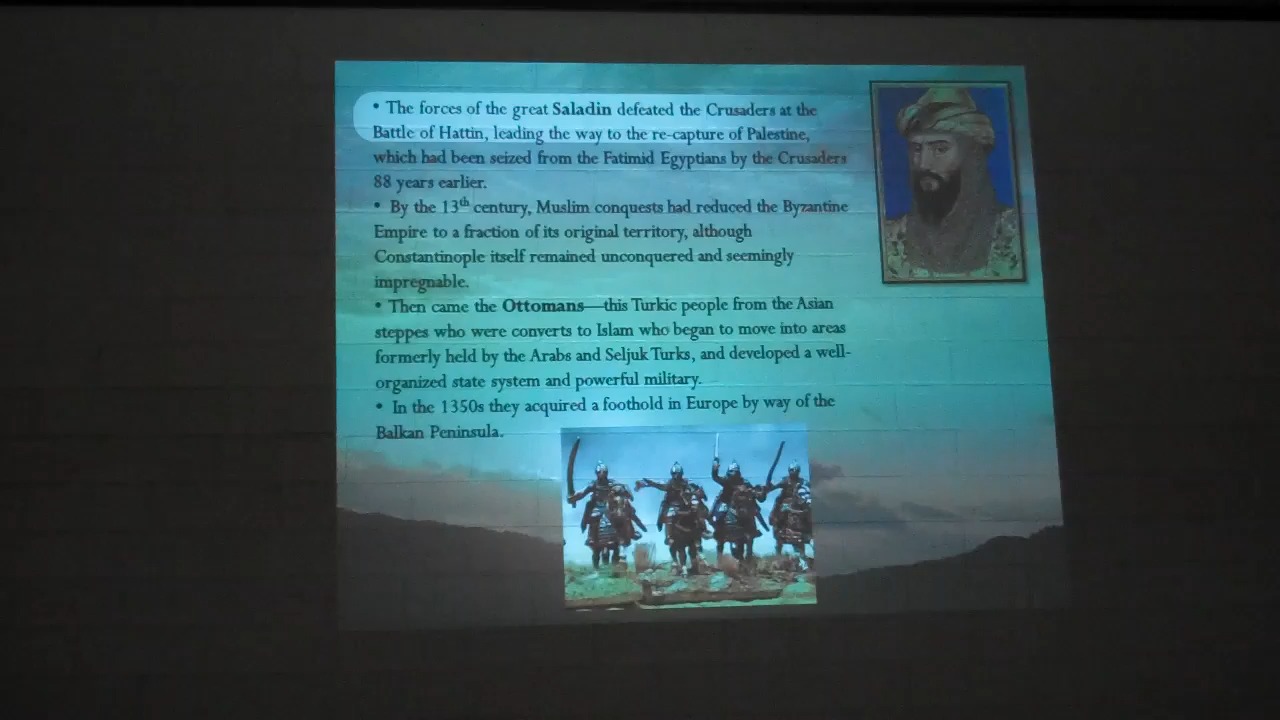 • The forces of the great Saladin defeated the Crusaders at the
Battle of Hattin, leading the way to the re-capture of Palestine,
which had been seized from the Fatimid Egyptians by the Crusaders
88 years earlier.
• By the 13th century, Muslim conquests had reduced the Byzantine
Empire to a fraction of its original territory, although
Constantinople itself remained unconquered and seemingly
impregnable.
• Then came the Ottomans—this Turkic people from the Asian
steppes who were converts to Islam who began to move into areas
formerly held by the Arabs and Seljuk Turks, and developed a well-
organized state system and powerful military.
• In the 1350s they acquired a foothold in Europe by way of the
Balkan Peninsula.